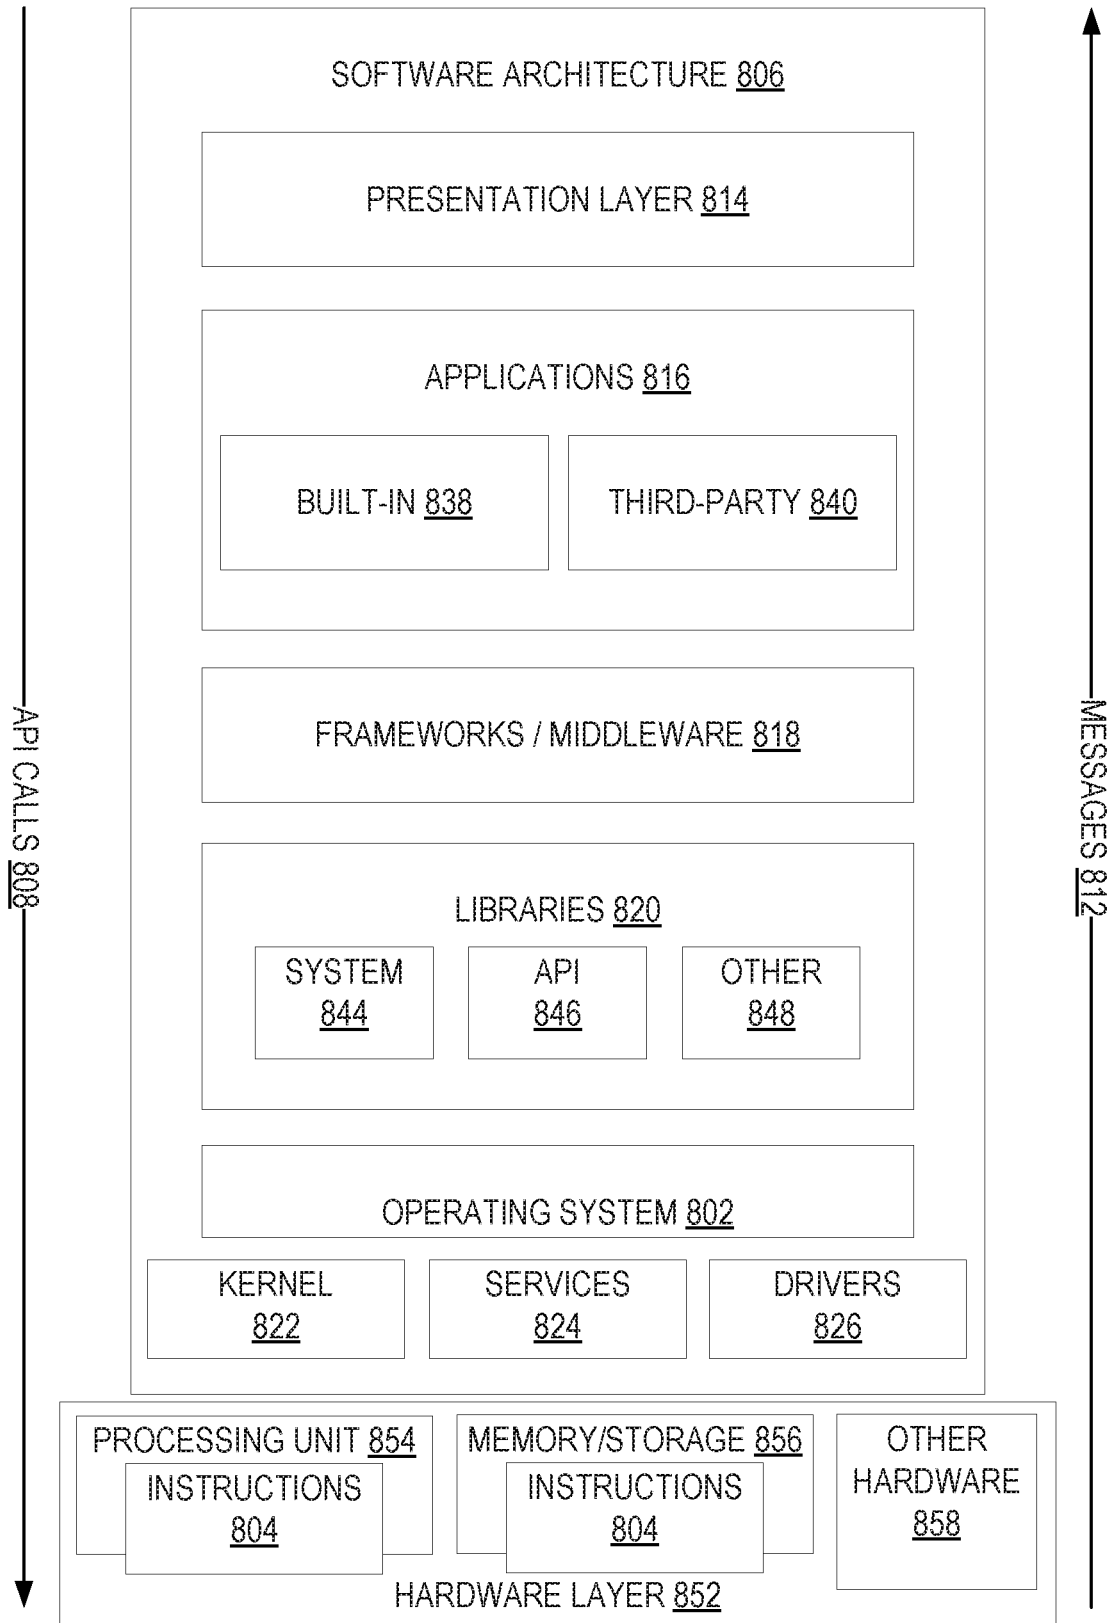 SOFTWARE ARCHITECTURE 806
PRESENTATION LAYER 814
APPLICATIONS 816
BUILT-IN 838
THIRD-PARTY 840
FRAMEWORKS / MIDDLEWARE 818
LIBRARIES 820
SYSTEM
844
API
846
OTHER
848
OPERATING SYSTEM 802
KERNEL
822
SERVICES
824
DRIVERS
826
PROCESSING UNIT 854
INSTRUCTIONS
804
MEMORY/STORAGE 856
INSTRUCTIONS
804
OTHER
HARDWARE
858
HARDWARE LAYER 852
API CALLS 808
MESSAGES 812